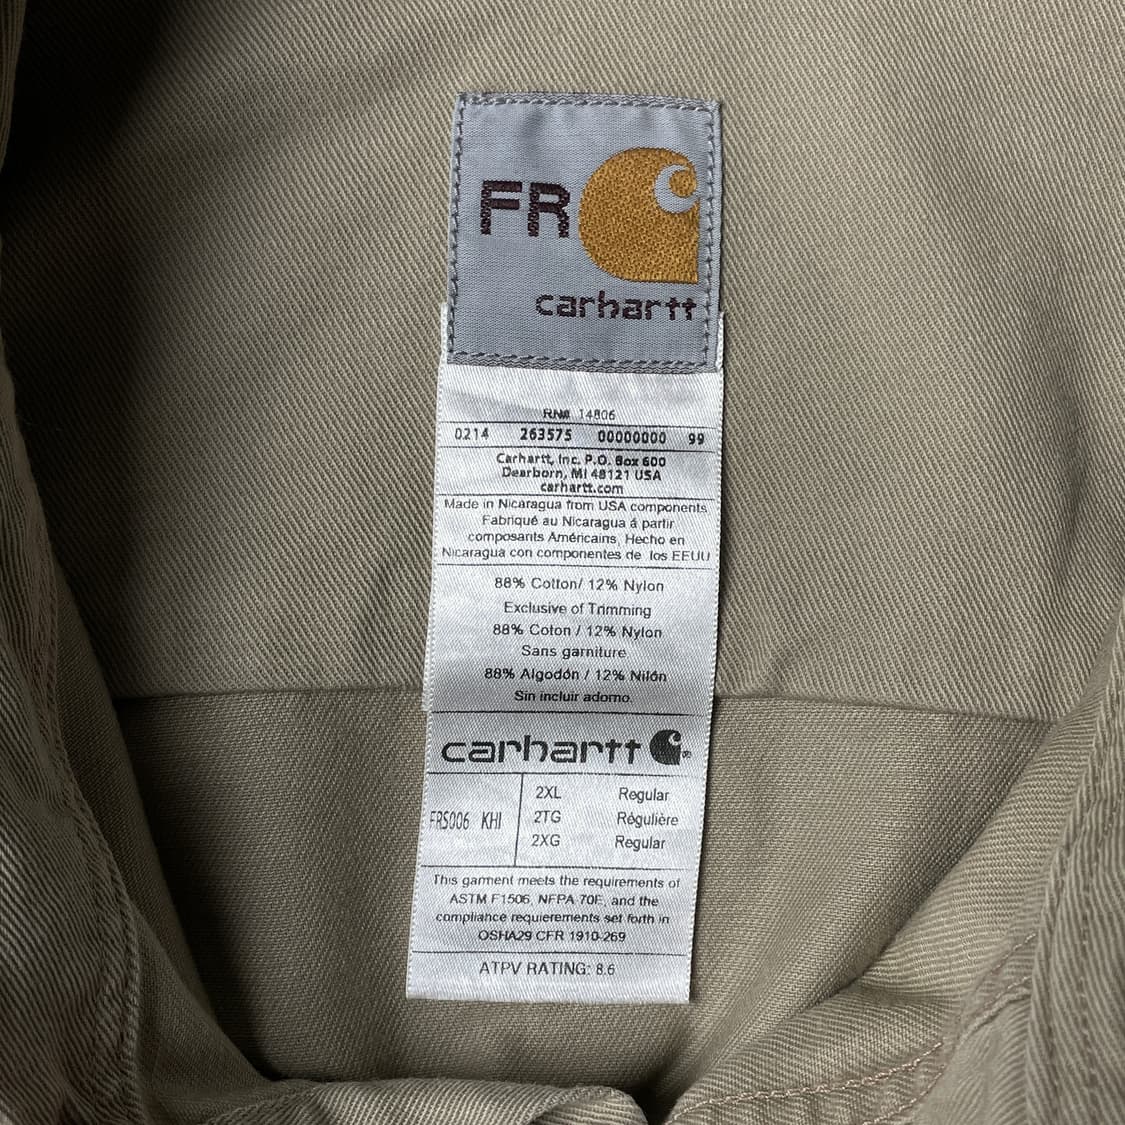 FR
carhartt
RN# 14806
0214 263575 00000000 99
Carhartt, Inc. P.O. Box 600
Dearborn, MI 48121 USA
carhartt.com
Made in Nicaragua from USA components
Fabriqué au Nicaragua á partir
composants Américains, Hecho en
Nicaragua con componentes de los EEUU
88% Cotton/ 12% Nylon
Exclusive of Trimming
88% Coton / 12% Nylon
Sans garniture
88% Algodón / 12% Nilón
Sin incluir adorno.
carhartt
2XL Regular
FRS006 KHI 2TG Régulière
2XG Regular
This garment meets the requirements of
ASTM F1506, NFPA 70E, and the
compliance requierements set forth in
OSHA29 CFR 1910-269
ATPV RATING: 8.6